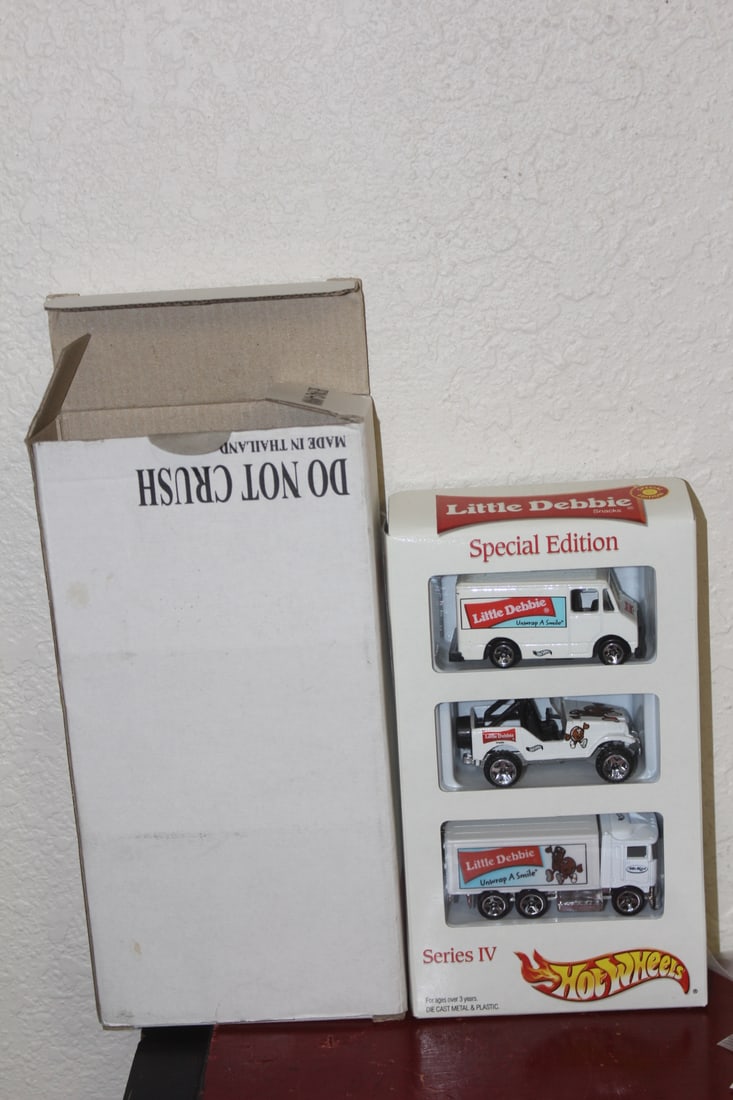 DO NOT CRUSH
MADE IN THAILAND
Little Debbie
Snacks
Special Edition
Little Debbie
Unwrap A Smile
Little Debbie
Little Debbie
Unwrap A Smile
Series IV
Hot Wheels
For ages over 3 years.
DIE CAST METAL & PLASTIC.